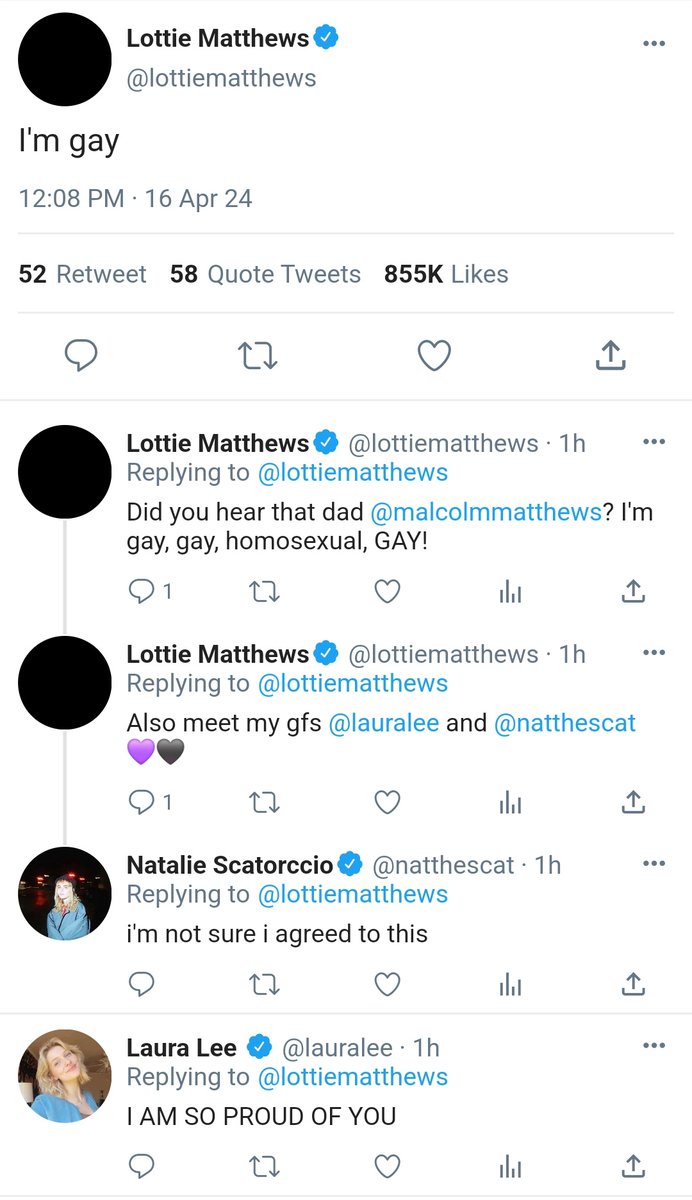 Lottie Matthews
@lottiematthews
I'm gay
12:08 PM · 16 Apr 24
52 Retweet 58 Quote Tweets 855K Likes
Lottie Matthews @lottiematthews · 1h
Replying to @lottiematthews
Did you hear that dad @malcolmmatthews? I'm
gay, gay, homosexual, GAY!
1
Lottie Matthews @lottiematthews · 1h
Replying to @lottiematthews
Also meet my gfs @lauralee and @natthescat
💜🖤
1
Natalie Scatorccio @natthescat · 1h
Replying to @lottiematthews
i'm not sure i agreed to this
Laura Lee @lauralee · 1h
Replying to @lottiematthews
I AM SO PROUD OF YOU